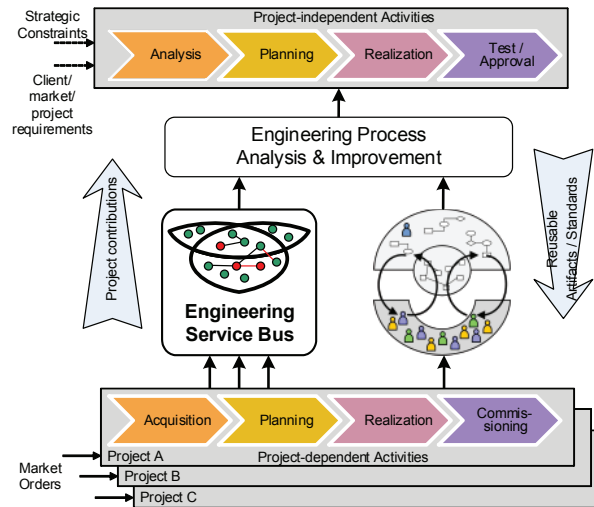 Strategic
Constraints
Client/
market/
project
requirements
Project-independent Activities
Analysis
Planning
Realization
Test /
Approval
Engineering Process
Analysis & Improvement
Project contributions
Engineering
Service Bus
Reusable
Artifacts / Standards
Acquisition
Planning
Realization
Commis-
sioning
Project A
Project-dependent Activities
Market
Orders
Project B
Project C